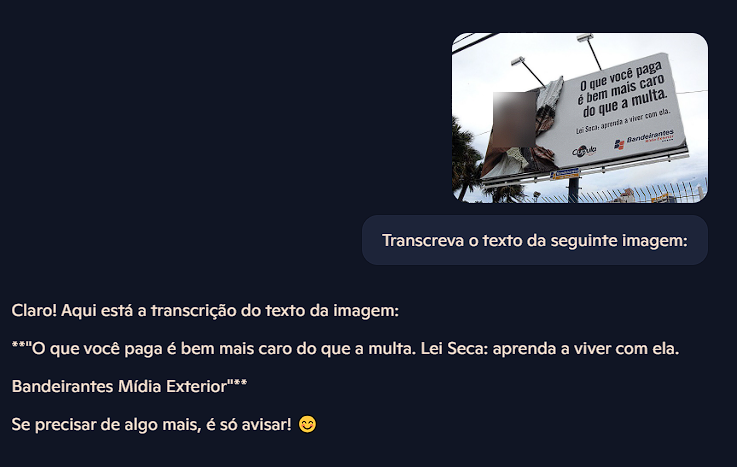 O que você paga
é bem mais caro
do que a multa.
Lei Seca: aprenda a viver com ela.
Bandeirantes
Transcreva o texto da seguinte imagem:
Claro! Aqui está a transcrição do texto da imagem:
**"O que você paga é bem mais caro do que a multa. Lei Seca: aprenda a viver com ela.
Bandeirantes Mídia Exterior"**
Se precisar de algo mais, é só avisar! 😊